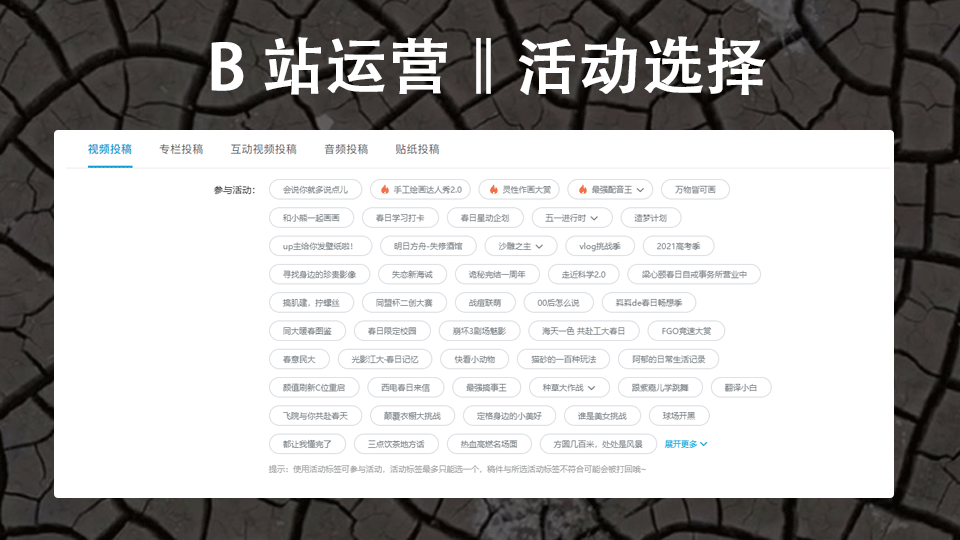 B 站运营 ‖ 活动选择
视频投稿 专栏投稿 互动视频投稿 音频投稿 贴纸投稿
参与活动: 会说你就多说点儿 手工绘画达人秀2.0 灵性作画大赏 最强配音王 万物皆可画
和小熊一起画画 春日学习打卡 春日星动企划 五一进行时 造梦计划
up主给你发壁纸啦! 明日方舟-失修酒馆 沙雕之主 vlog挑战季 2021高考季
寻找身边的珍贵影像 失恋新海诚 诡秘完结一周年 走近科学2.0 梁心颐春日自戒事务所营业中
搞机建，拧螺丝 同盟杯二创大赛 战瘟联萌 00后怎么说 科科de春日畅想季
同大暖春图鉴 春日限定校园 崩坏3剧场魅影 海天一色 共赴工大春日 FGO竞速大赏
春意民大 光影江大·春日记忆 快看小动物 猫砂的一百种玩法 阿郁的日常生活记录
颜值刷新C位重启 西电春日来信 最强搞事王 种草大作战 跟紫嘉儿学跳舞 翻译小白
飞院与你共赴春天 颠覆衣橱大挑战 定格身边的小美好 谁是美女挑战 球场开黑
都让我懂完了 三点饮茶地方话 热血高燃名场面 方圆几百米，处处是风景 展开更多
提示：使用活动标签可参与活动，活动标签最多只能选一个，稿件与所选活动标签不符合可能会被打回哦~